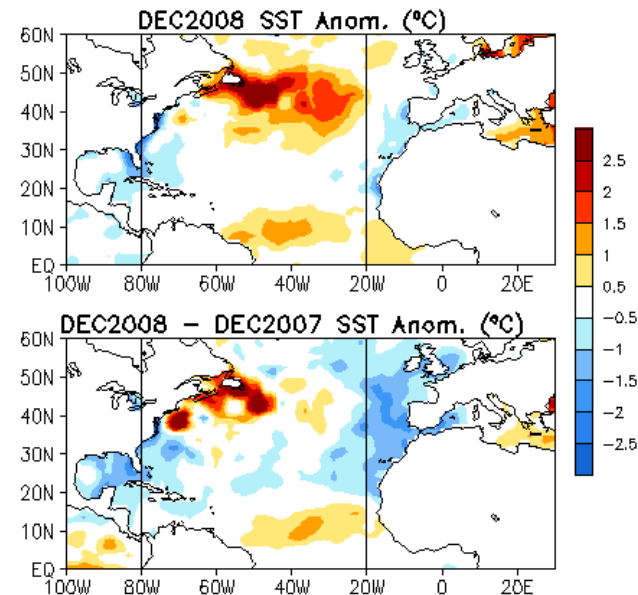 DEC2008 SST Anom. (ºC)
60N
50N
40N
30N
20N
10N
EQ
100W 80W 60W 40W 20W 0 20E
DEC2008 – DEC2007 SST Anom. (ºC)
60N
50N
40N
30N
20N
10N
EQ
100W 80W 60W 40W 20W 0 20E
2.5
2
1.5
1
0.5
−0.5
−1
−1.5
−2
−2.5